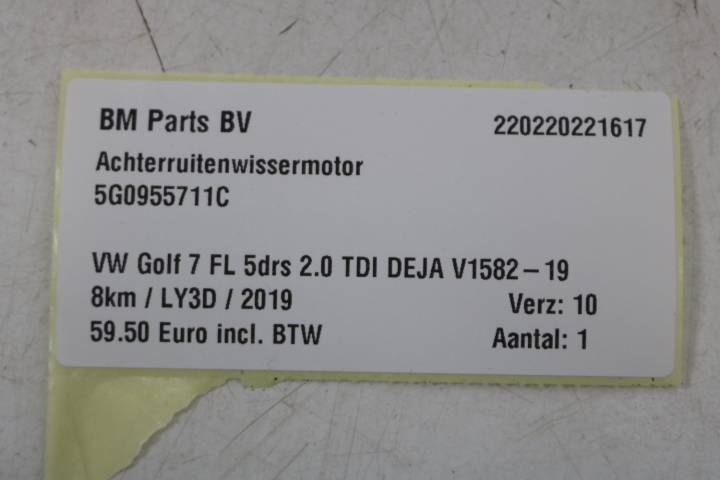 BM Parts BV 220220221617
Achterruitenwissermotor
5G0955711C
VW Golf 7 FL 5drs 2.0 TDI DEJA V1582-19
8km / LY3D / 2019 Verz: 10
59.50 Euro incl. BTW Aantal: 1